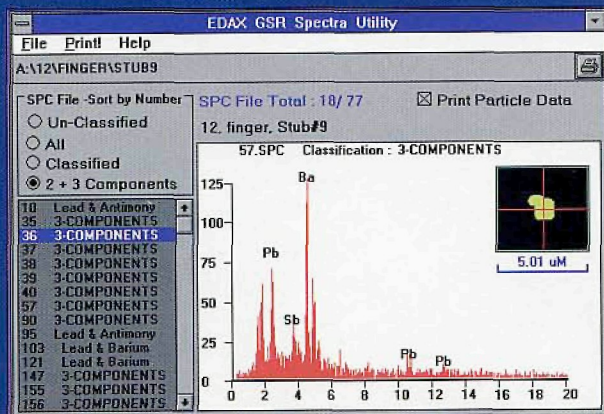 EDAX GSR Spectra Utility
File Print! Help
A:\12\FINGER\STUB9
SPC File -Sort by Number
Un-Classified
All
Classified
2 + 3 Components
SPC File Total : 18/ 77
Print Particle Data
12, finger, Stub#9
10 Lead & Antimony
35 3-COMPONENTS
36 3-COMPONENTS
37 3-COMPONENTS
38 3-COMPONENTS
39 3-COMPONENTS
40 3-COMPONENTS
57 3-COMPONENTS
90 3-COMPONENTS
95 Lead & Antimony
103 Lead & Barium
121 Lead & Barium
147 3-COMPONENTS
155 3-COMPONENTS
156 3-COMPONENTS
57.SPC Classification : 3-COMPONENTS
125
Ba
5.01 uM
Pb
75
50
Sb
25
Pb
Pb
0
0 2 4 6 8 10 12 14 16 18 20